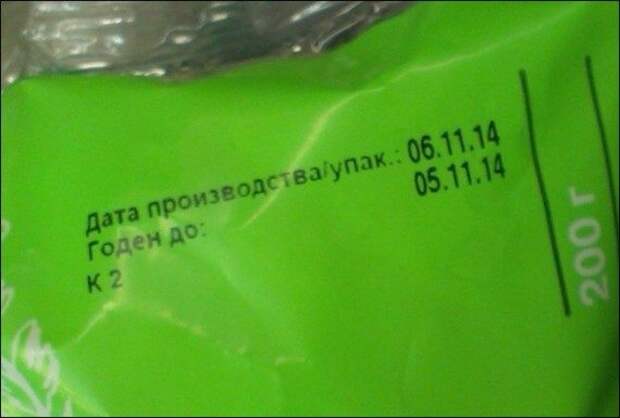 Дата производства/упак.: 06.11.14
Годен до: 05.11.14
К 2
200 г